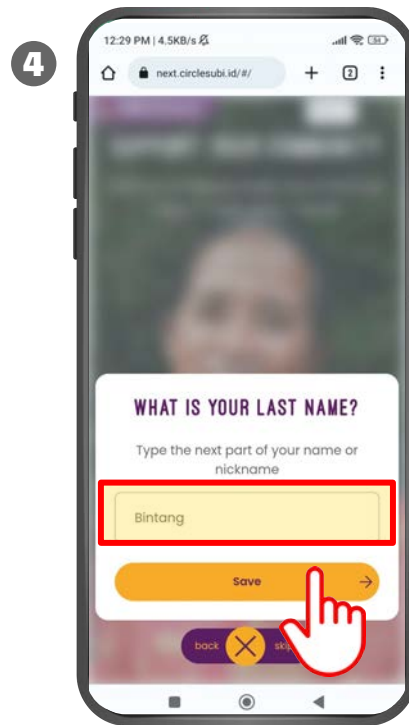 4
12:29 PM | 4.5KB/s
54
next.circlesubi.id/#/
2
WHAT IS YOUR LAST NAME?
Type the next part of your name or
nickname
Bintang
Save
back